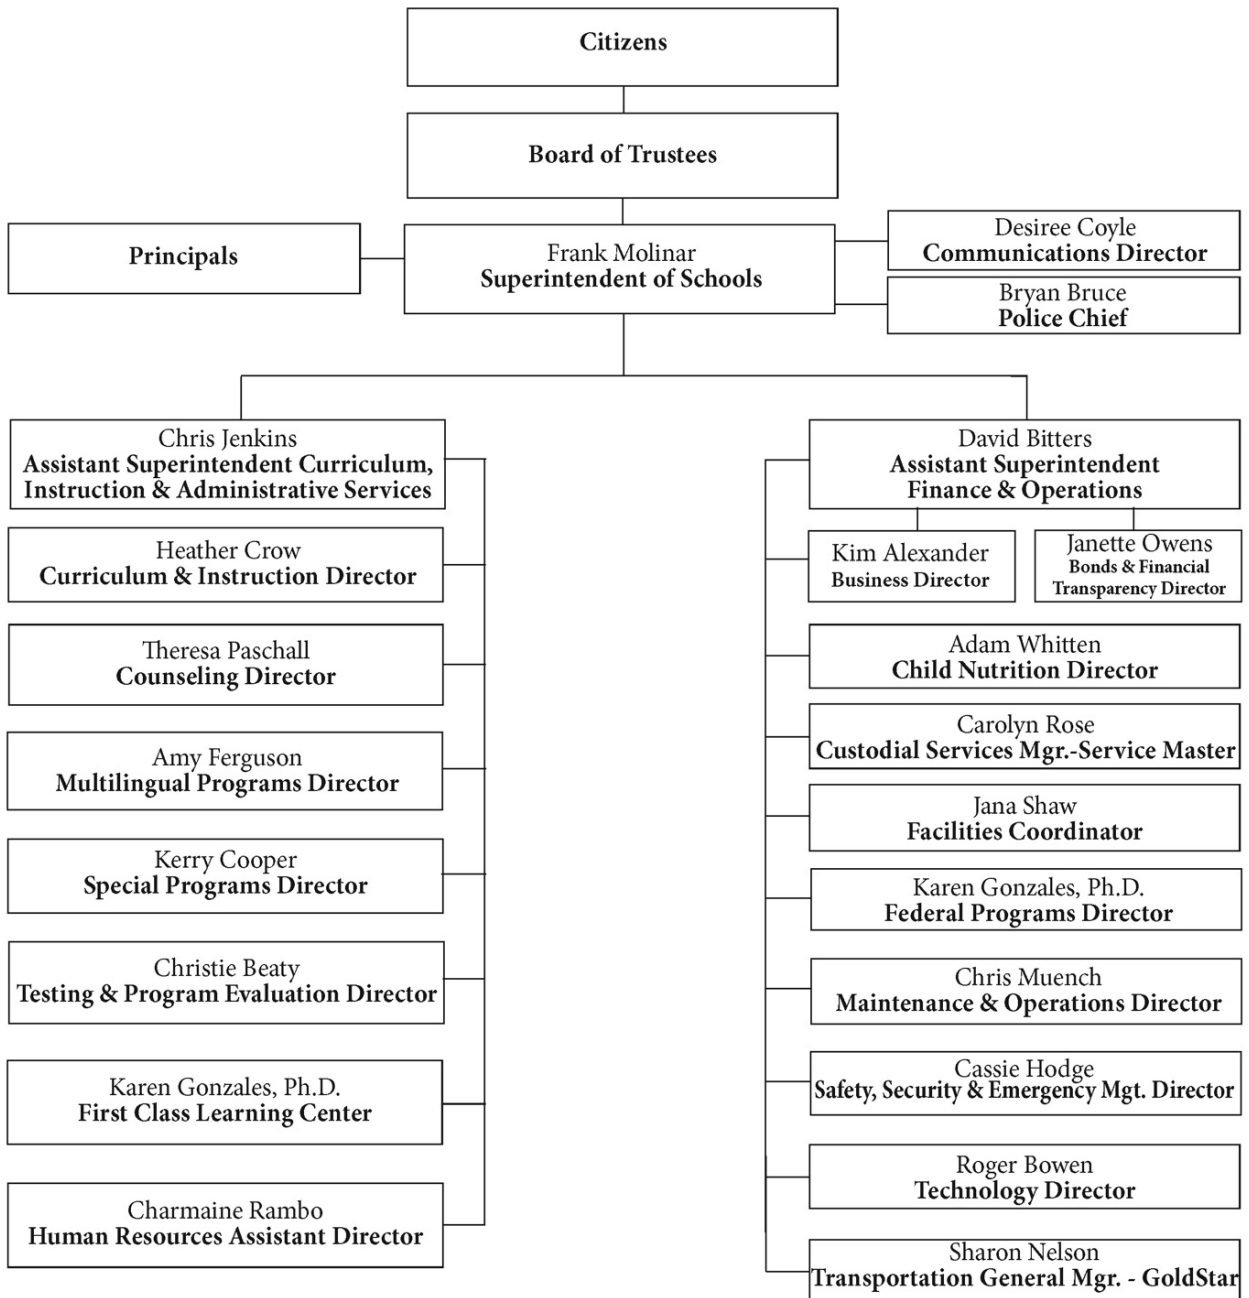 Citizens
Board of Trustees
Principals
Frank Molinar
Superintendent of Schools
Desiree Coyle
Communications Director
Bryan Bruce
Police Chief
Chris Jenkins
Assistant Superintendent Curriculum,
Instruction & Administrative Services
Heather Crow
Curriculum & Instruction Director
Theresa Paschall
Counseling Director
Amy Ferguson
Multilingual Programs Director
Kerry Cooper
Special Programs Director
Christie Beaty
Testing & Program Evaluation Director
Karen Gonzales, Ph.D.
First Class Learning Center
Charmaine Rambo
Human Resources Assistant Director
David Bitters
Assistant Superintendent
Finance & Operations
Kim Alexander
Business Director
Janette Owens
Bonds & Financial
Transparency Director
Adam Whitten
Child Nutrition Director
Carolyn Rose
Custodial Services Mgr.-Service Master
Jana Shaw
Facilities Coordinator
Karen Gonzales, Ph.D.
Federal Programs Director
Chris Muench
Maintenance & Operations Director
Cassie Hodge
Safety, Security & Emergency Mgt. Director
Roger Bowen
Technology Director
Sharon Nelson
Transportation General Mgr. - GoldStar